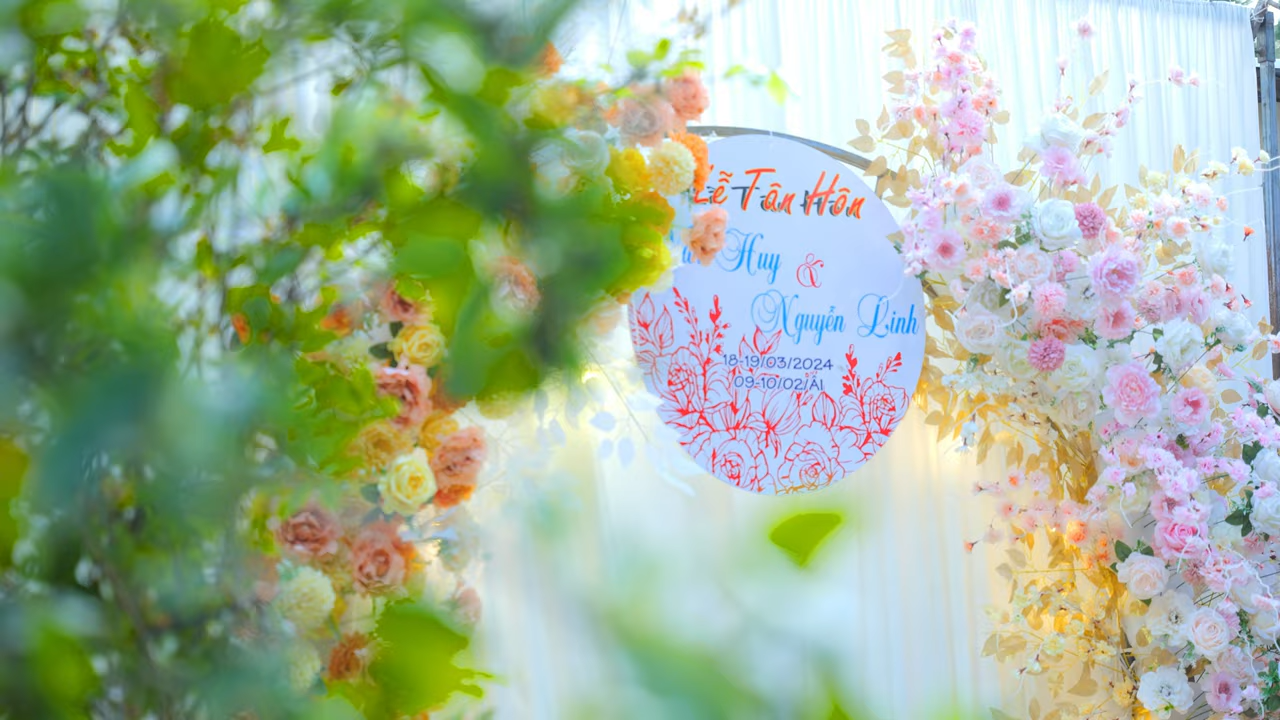 Lễ Tân Hôn
Huy
&
Nguyễn Linh
18-19/03/2024
09-10/02/ÂL